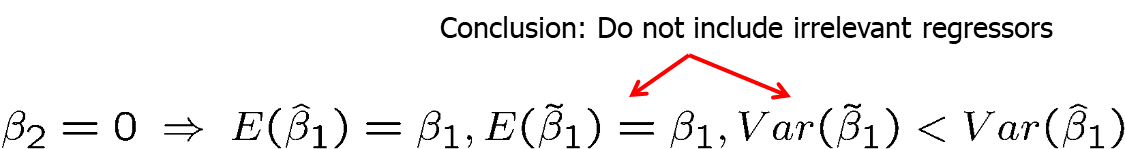 Conclusion: Do not include irrelevant regressors
β₂ = 0 ⇒ E(β̂₁) = β₁, E(β̃₁) = β₁, Var(β̃₁) < Var(β̂₁)